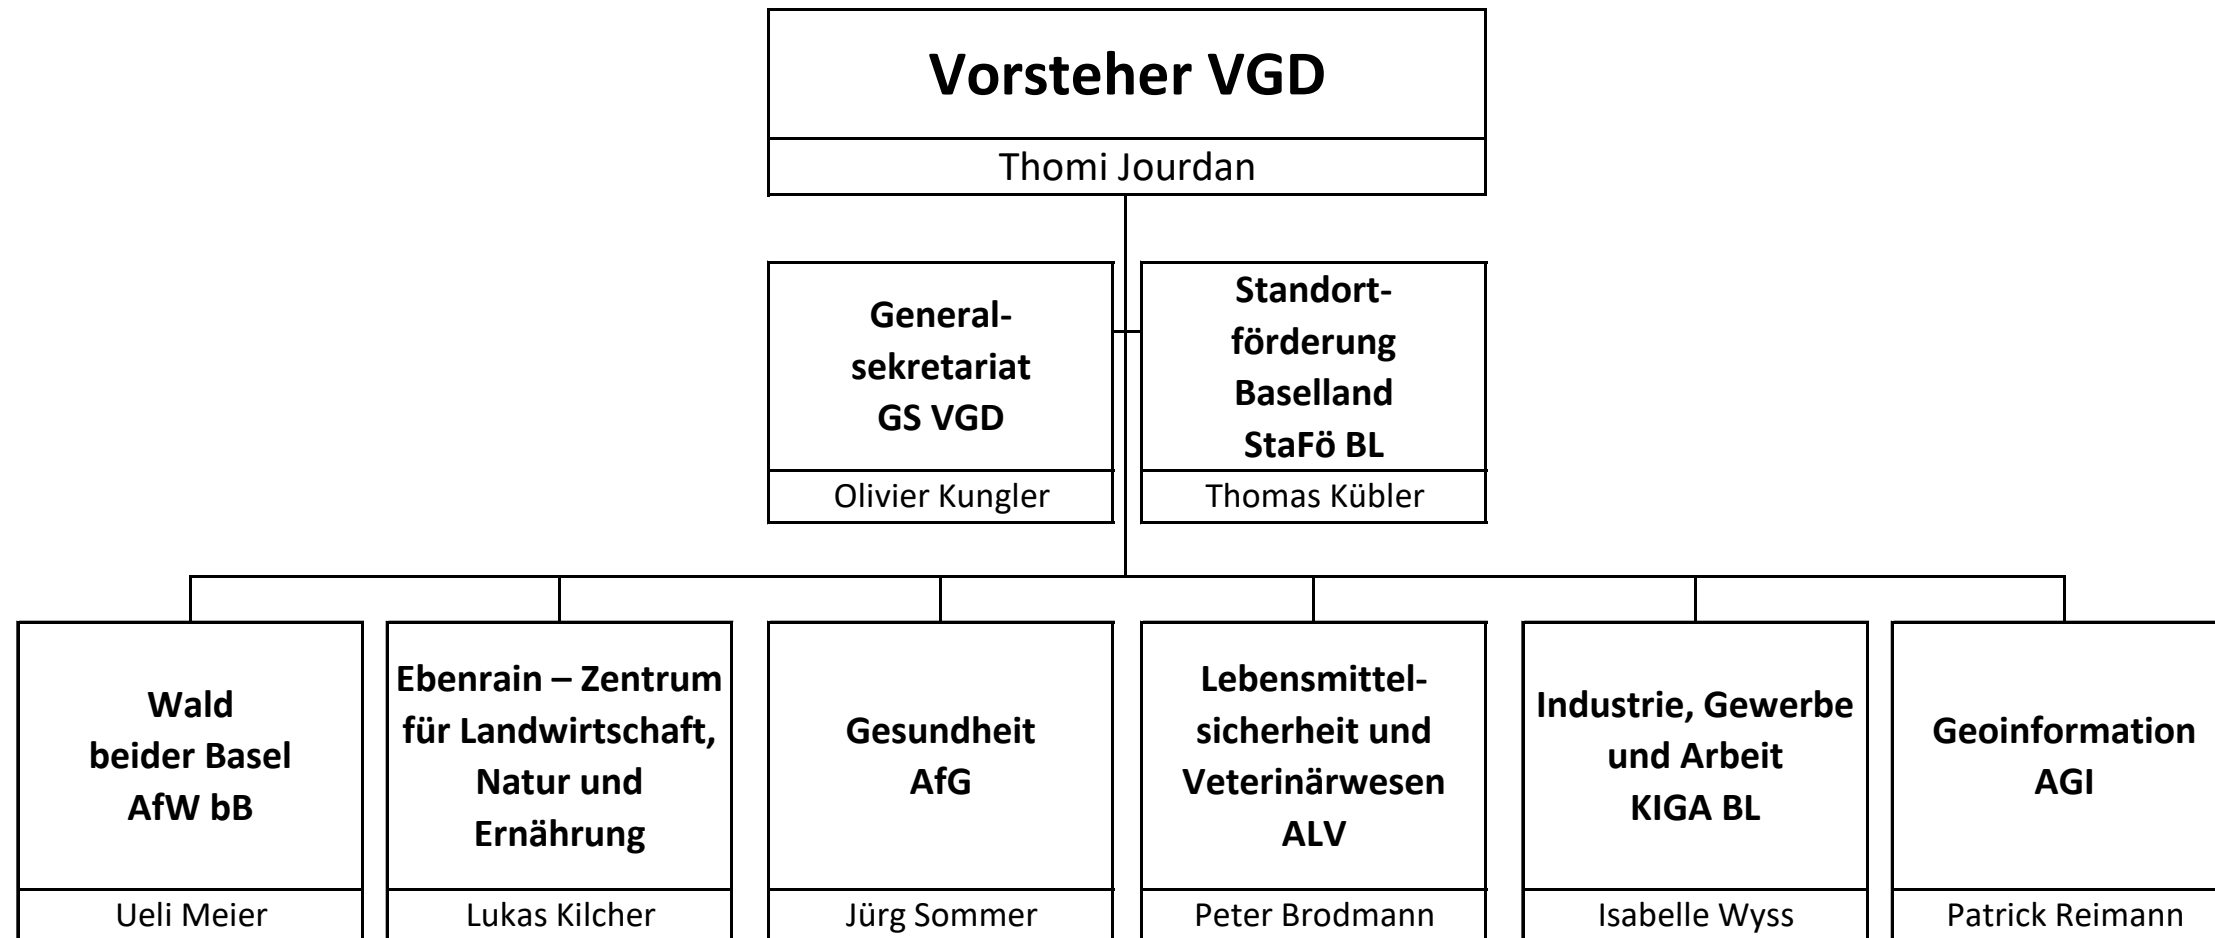 Vorsteher VGD
Thomi Jourdan
General-
sekretariat
GS VGD
Olivier Kungler
Standort-
förderung
Baselland
StaFö BL
Thomas Kübler
Wald
beider Basel
AfW bB
Ueli Meier
Ebenrain – Zentrum
für Landwirtschaft,
Natur und
Ernährung
Lukas Kilcher
Gesundheit
AfG
Jürg Sommer
Lebensmittel-
sicherheit und
Veterinärwesen
ALV
Peter Brodmann
Industrie, Gewerbe
und Arbeit
KIGA BL
Isabelle Wyss
Geoinformation
AGI
Patrick Reimann